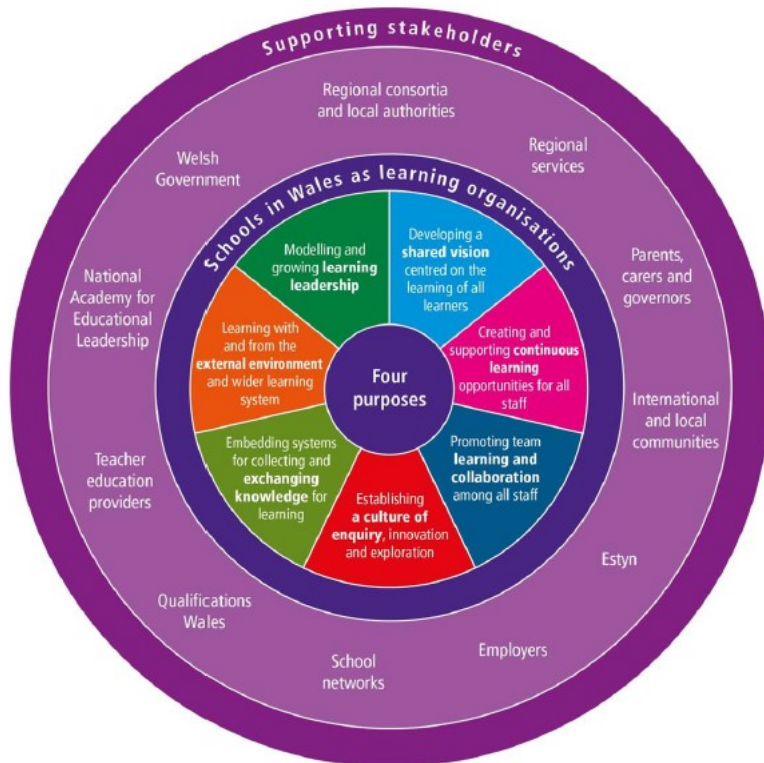 Supporting stakeholders
Regional consortia
and local authorities
Regional
services
Parents,
carers and
governors
International
and local
communities
Estyn
Employers
School
networks
Qualifications
Wales
Teacher
education
providers
National
Academy for
Educational
Leadership
Welsh
Government
Schools in Wales as learning organisations
Developing a
shared vision
centred on the
learning of all
learners
Creating and
supporting continuous
learning
opportunities for all
staff
Promoting team
learning and
collaboration
among all staff
Establishing
a culture of
enquiry, innovation
and exploration
Embedding systems
for collecting and
exchanging
knowledge for
learning
Learning with
and from the
external environment
and wider learning
system
Modelling and
growing learning
leadership
Four
purposes